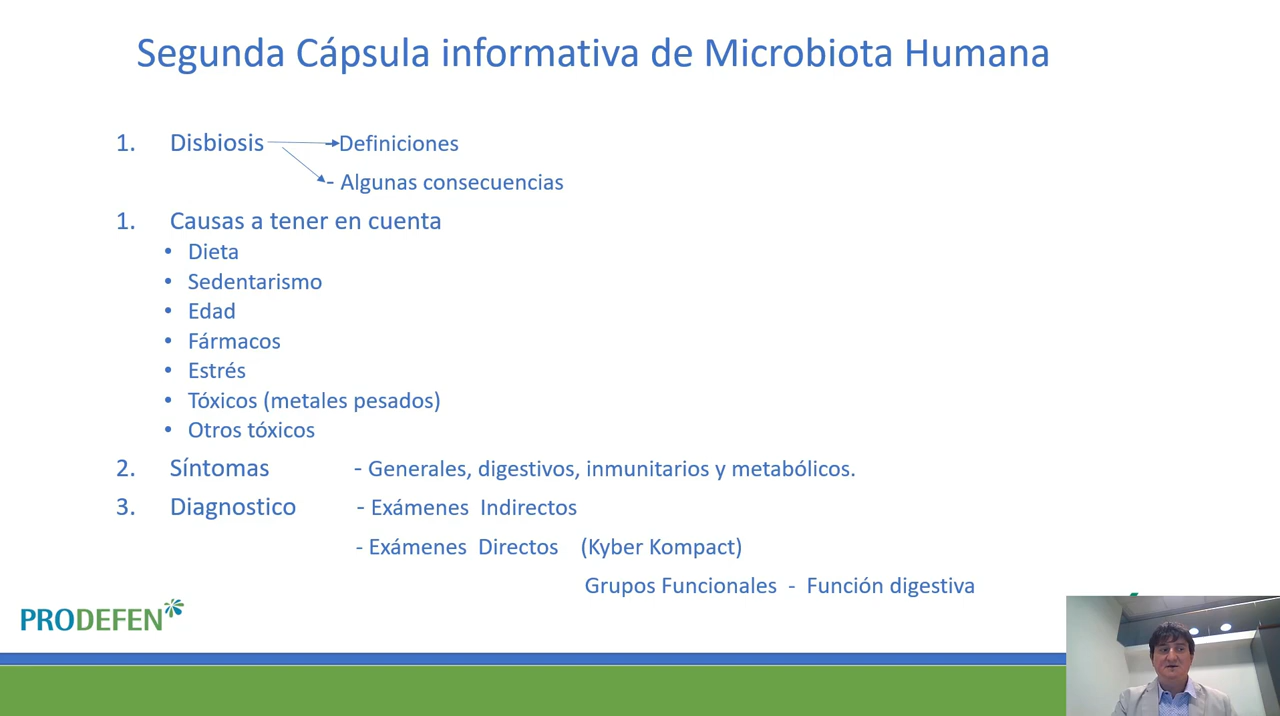 Segunda Cápsula informativa de Microbiota Humana
1. Disbiosis - Definiciones
- Algunas consecuencias
1. Causas a tener en cuenta
• Dieta
• Sedentarismo
• Edad
• Fármacos
• Estrés
• Tóxicos (metales pesados)
• Otros tóxicos
2. Síntomas - Generales, digestivos, inmunitarios y metabólicos.
3. Diagnostico - Exámenes Indirectos
- Exámenes Directos (Kyber Kompact)
Grupos Funcionales - Función digestiva
PRODEFEN